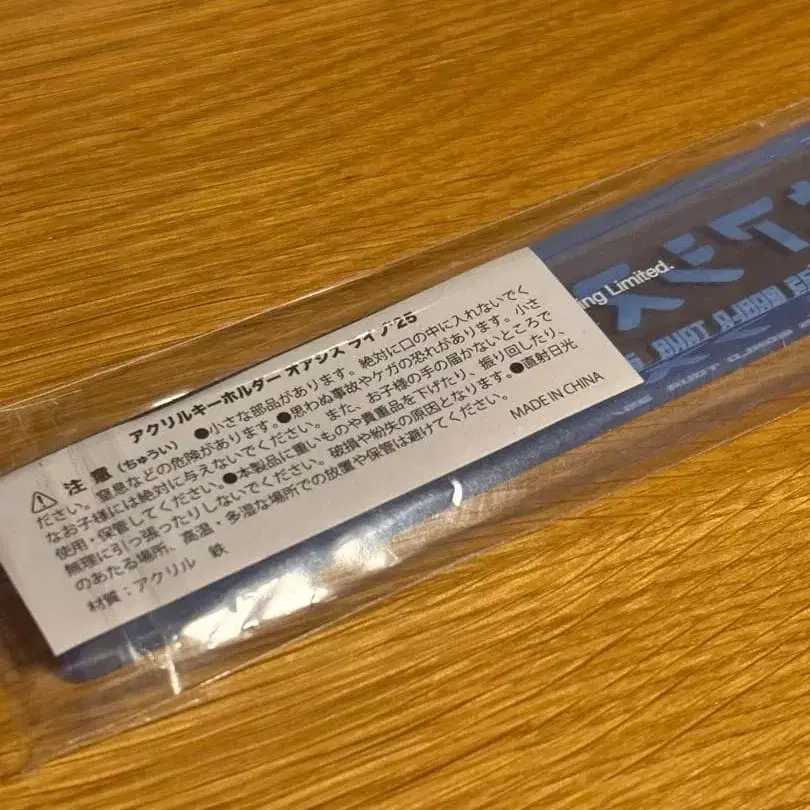 アクリルキーホルダー オアシス ライブ'25
⚠ 注意（ちゅうい） ●小さな部品があります。絶対に口の中に入れないでく
ださい。窒息などの危険があります。●思わぬ事故やケガの恐れがあります。小さ
なお子様には絶対に与えないでください。また、お子様の手の届かないところで
使用・保管してください。●本製品に重いものや貴重品を下げたり、振り回したり、
無理に引っ張ったりしないでください。破損や紛失の原因となります。●直射日光
のあたる場所、高温・多湿な場所での放置や保管は避けてください。
材質：アクリル 鉄
MADE IN CHINA
ing Limited.
WORLD TOUR